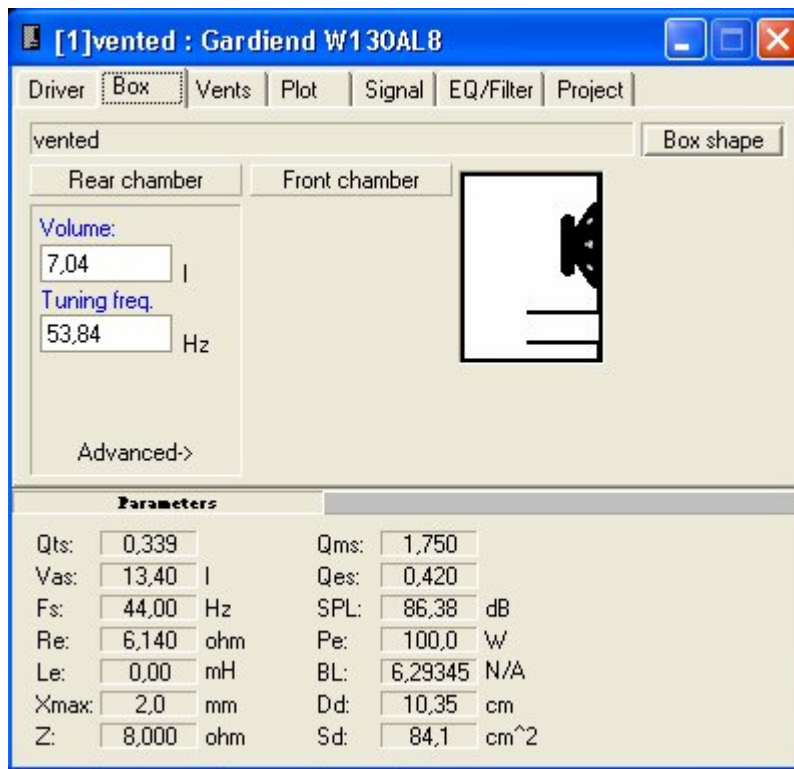 [1]vented : Gardiend W130AL8
Driver Box Vents Plot Signal EQ/Filter Project
vented Box shape
Rear chamber Front chamber
Volume:
7,04 l
Tuning freq.
53,84 Hz
Advanced->
Parameters
Qts: 0,339 Qms: 1,750
Vas: 13,40 l Qes: 0,420
Fs: 44,00 Hz SPL: 86,38 dB
Re: 6,140 ohm Pe: 100,0 W
Le: 0,00 mH BL: 6,29345 N/A
Xmax: 2,0 mm Dd: 10,35 cm
Z: 8,000 ohm Sd: 84,1 cm^2